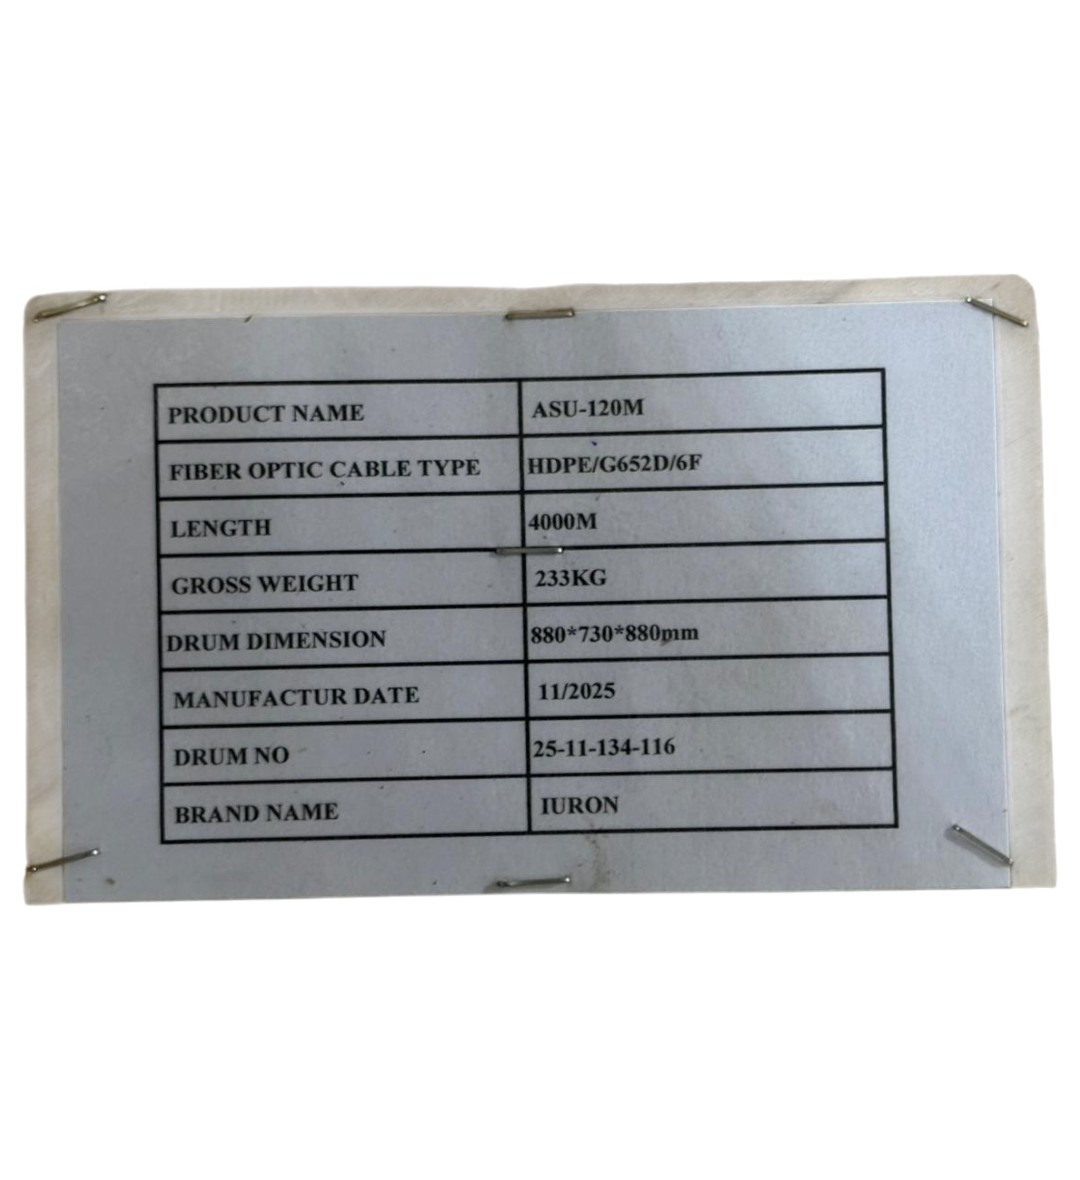 PRODUCT NAME ASU-120M
FIBER OPTIC CABLE TYPE HDPE/G652D/6F
LENGTH 4000M
GROSS WEIGHT 233KG
DRUM DIMENSION 880*730*880mm
MANUFACTUR DATE 11/2025
DRUM NO 25-11-134-116
BRAND NAME IURON